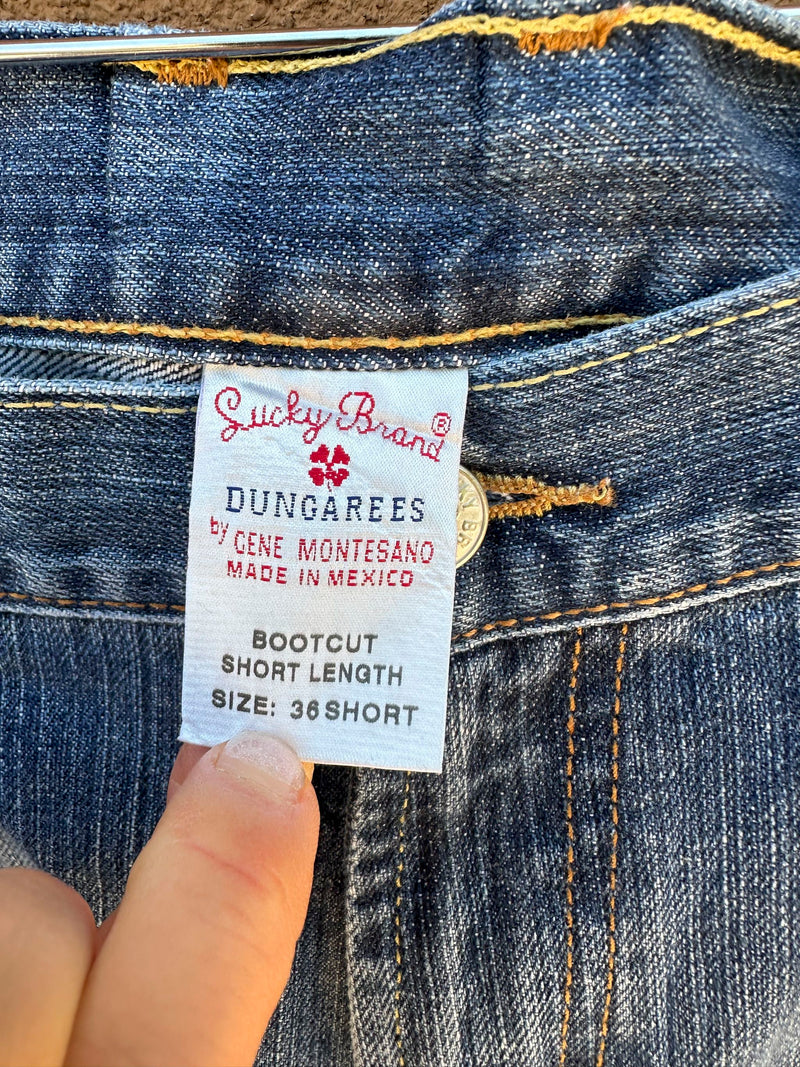 Lucky Brand®
DUNGAREES
by GENE MONTESANO
MADE IN MEXICO
BOOTCUT
SHORT LENGTH
SIZE: 36 SHORT